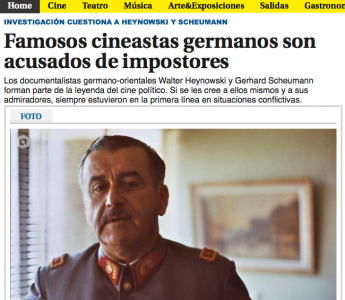 Home Cine Teatro Música Arte&Exposiciones Salidas Gastronom
INVESTIGACIÓN CUESTIONA A HEYNOWSKI Y SCHEUMANN
Famosos cineastas germanos son
acusados de impostores
Los documentalistas germano-orientales Walter Heynowski y Gerhard Scheumann
forman parte de la leyenda del cine político. Si se les cree a ellos mismos y a sus
admiradores, siempre estuvieron en la primera línea en situaciones conflictivas.
FOTO